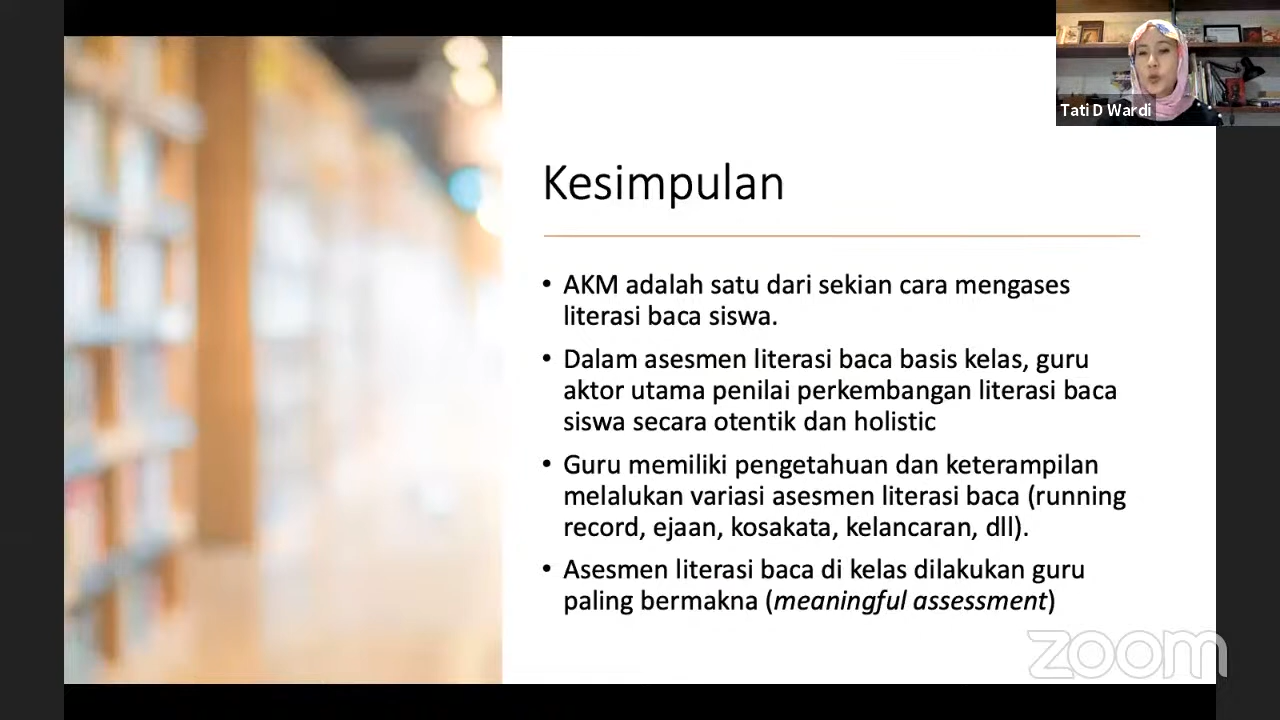 Tati D Wardi
Kesimpulan
• AKM adalah satu dari sekian cara mengases
literasi baca siswa.
• Dalam asesmen literasi baca basis kelas, guru
aktor utama penilai perkembangan literasi baca
siswa secara otentik dan holistic
• Guru memiliki pengetahuan dan keterampilan
melalukan variasi asesmen literasi baca (running
record, ejaan, kosakata, kelancaran, dll).
• Asesmen literasi baca di kelas dilakukan guru
paling bermakna (meaningful assessment)
zoom